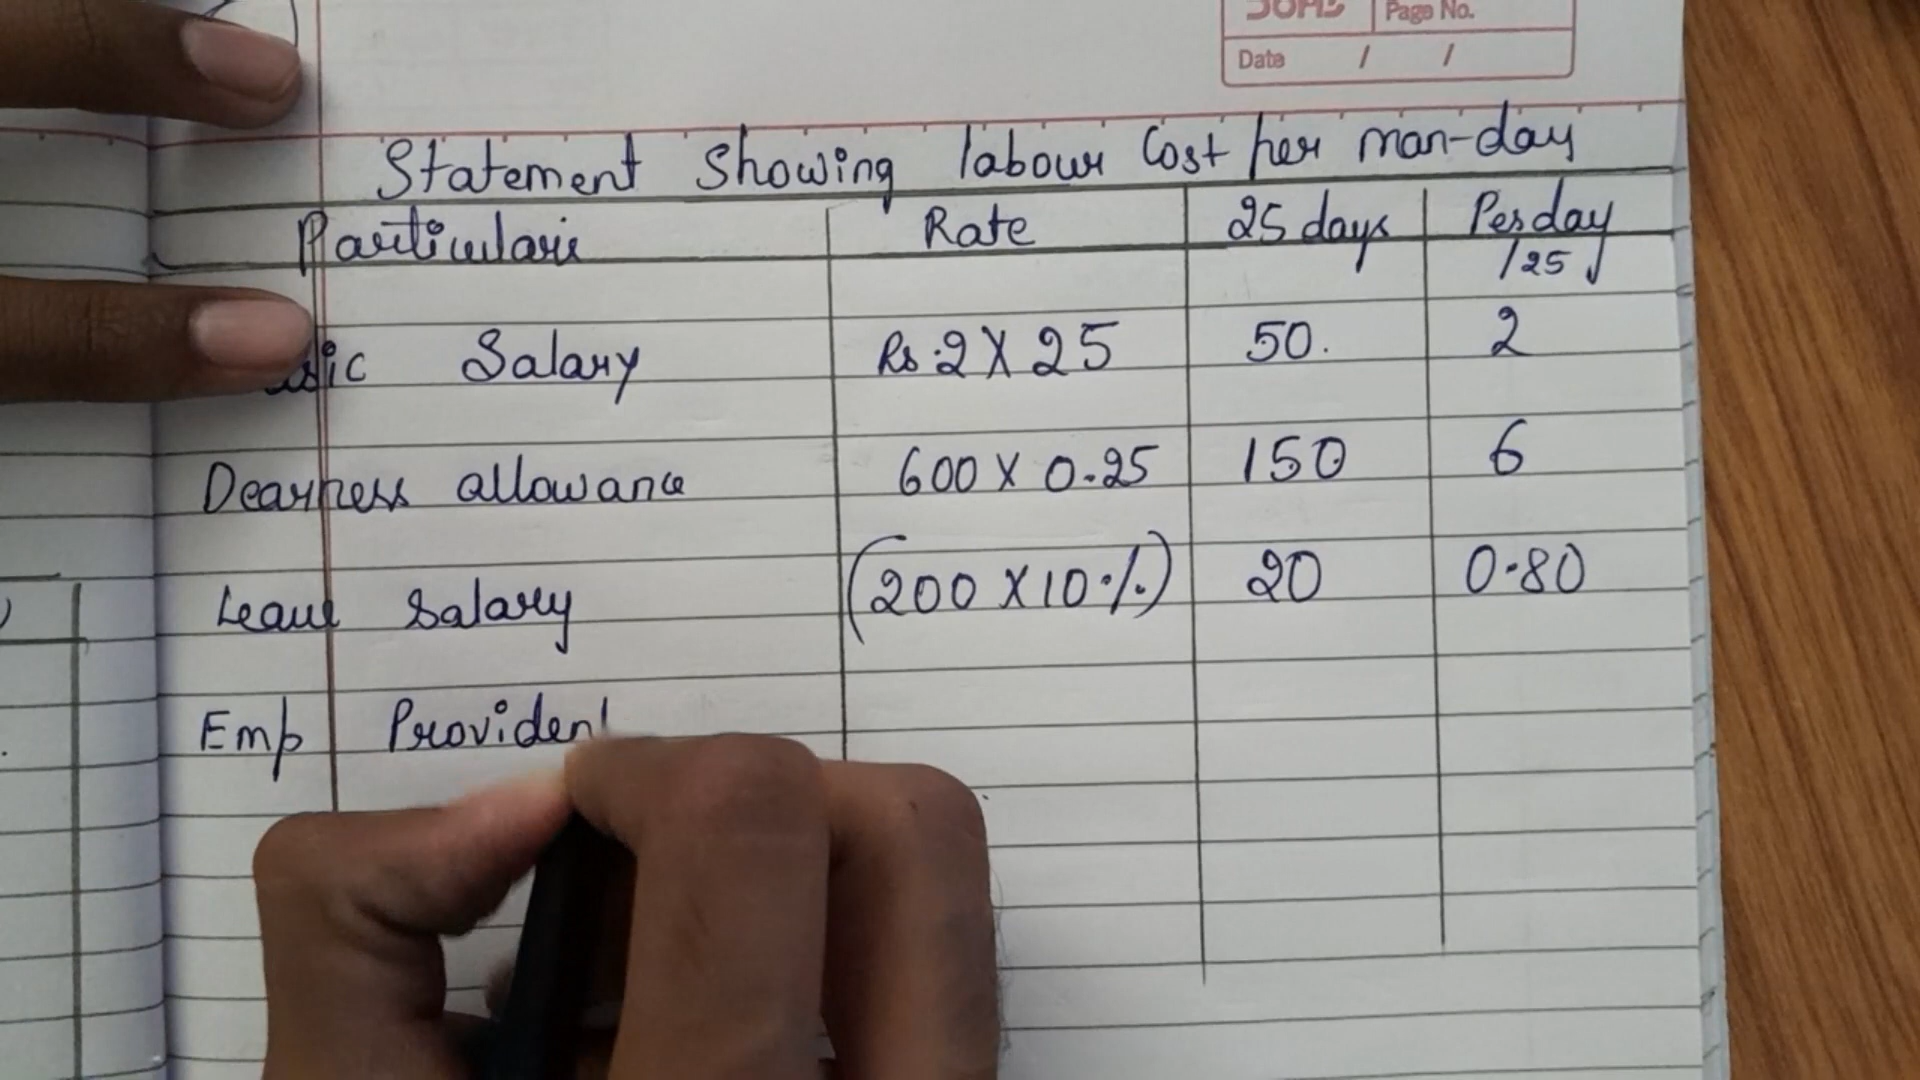 Page No.
Date / /
Statement Showing labour Cost per man-day
Particulars Rate 25 days Per day
/25
Salary Rs.2 X 25 50. 2
Dearness allowance 600 X 0.25 150 6
Leave Salary (200 X 10%) 20 0.80
Emp Provident